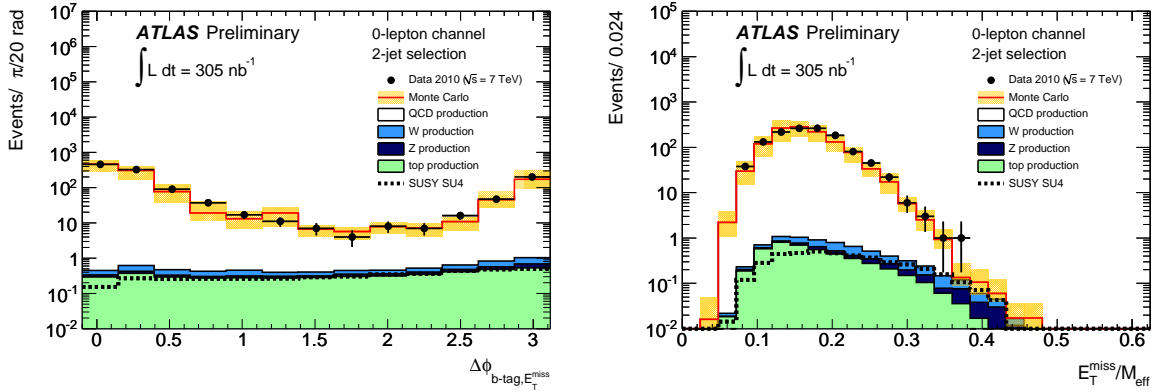 Events/ π/20 rad
10⁷
10⁶
10⁵
10⁴
10³
10²
10
1
10⁻¹
10⁻²
ATLAS Preliminary
∫ L dt = 305 nb⁻¹
0-lepton channel
2-jet selection
Data 2010 (√s = 7 TeV)
Monte Carlo
QCD production
W production
Z production
top production
SUSY SU4
0 0.5 1 1.5 2 2.5 3
Δϕ b-tag,E_T^miss
Events/ 0.024
10⁵
10⁴
10³
10²
10
1
10⁻¹
10⁻²
ATLAS Preliminary
∫ L dt = 305 nb⁻¹
0-lepton channel
2-jet selection
Data 2010 (√s = 7 TeV)
Monte Carlo
QCD production
W production
Z production
top production
SUSY SU4
0 0.1 0.2 0.3 0.4 0.5 0.6
E_T^miss/M_eff